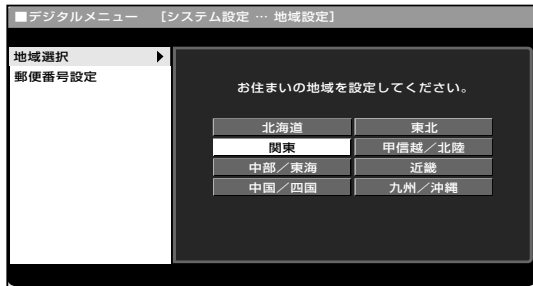 ■デジタルメニュー ［システム設定 … 地域設定］
地域選択 ▶
郵便番号設定
お住まいの地域を設定してください。
北海道 東北
関東 甲信越／北陸
中部／東海 近畿
中国／四国 九州／沖縄